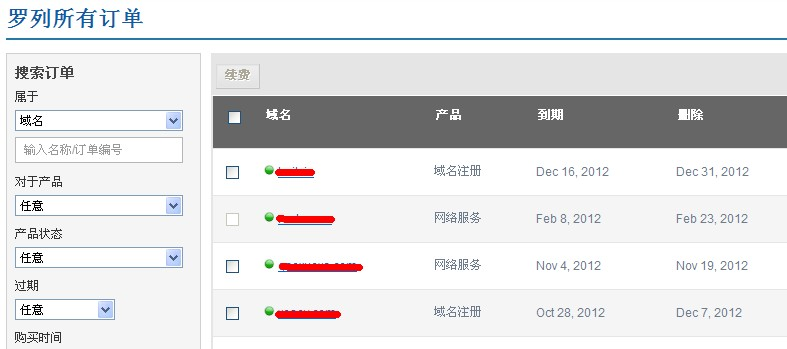 罗列所有订单
搜索订单
属于
域名
输入名称/订单编号
对于产品
任意
产品状态
任意
过期
任意
购买时间
续费
域名 产品 到期 删除
域名注册 Dec 16, 2012 Dec 31, 2012
网络服务 Feb 8, 2012 Feb 23, 2012
网络服务 Nov 4, 2012 Nov 19, 2012
域名注册 Oct 28, 2012 Dec 7, 2012